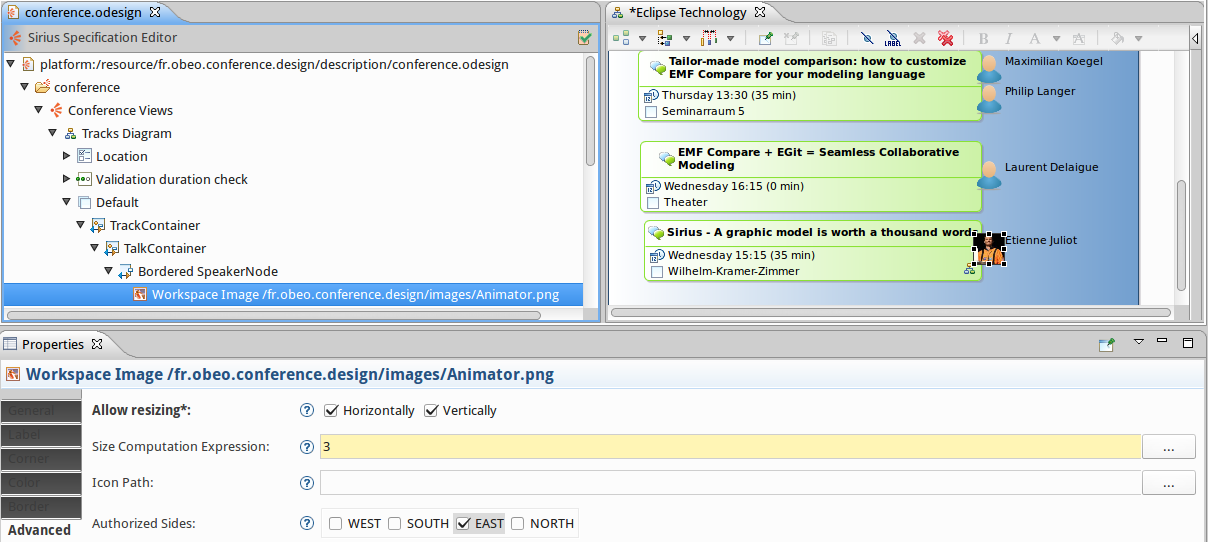 conference.odesign
Sirius Specification Editor
platform:/resource/fr.obeo.conference.design/description/conference.odesign
conference
Conference Views
Tracks Diagram
Location
Validation duration check
Default
TrackContainer
TalkContainer
Bordered SpeakerNode
Workspace Image /fr.obeo.conference.design/images/Animator.png
*Eclipse Technology
LABEL
B I A A
Tailor-made model comparison: how to customize
EMF Compare for your modeling language
Thursday 13:30 (35 min)
Seminarraum 5
Maximilian Koegel
Philip Langer
EMF Compare + EGit = Seamless Collaborative
Modeling
Wednesday 16:15 (0 min)
Theater
Laurent Delaigue
Sirius - A graphic model is worth a thousand words
Wednesday 15:15 (35 min)
Wilhelm-Kramer-Zimmer
Etienne Juliot
Properties
Workspace Image /fr.obeo.conference.design/images/Animator.png
General
Label
Corner
Color
Border
Advanced
Allow resizing*: ? Horizontally Vertically
Size Computation Expression: ? 3 ...
Icon Path: ? ...
Authorized Sides: ? WEST SOUTH EAST NORTH